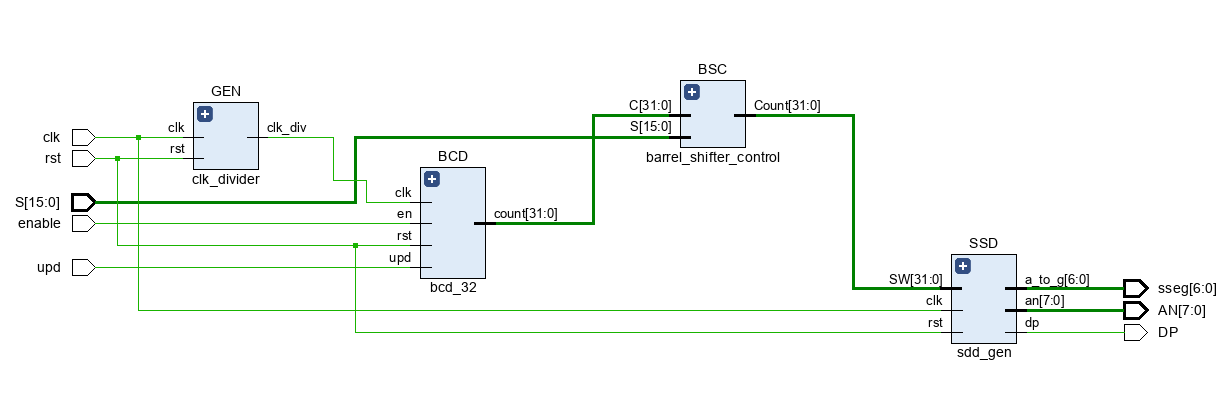 GEN
clk
rst
clk
rst
clk_div
clk_divider
S[15:0]
enable
upd
BCD
clk
en
rst
upd
count[31:0]
bcd_32
BSC
C[31:0]
S[15:0]
Count[31:0]
barrel_shifter_control
SSD
SW[31:0]
clk
rst
a_to_g[6:0]
an[7:0]
dp
sdd_gen
sseg[6:0]
AN[7:0]
DP